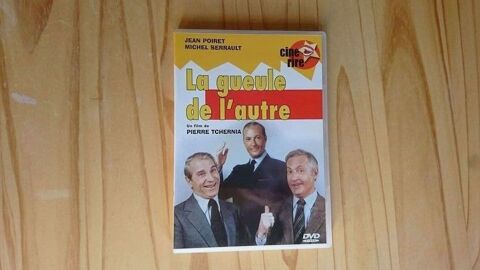 JEAN POIRET
MICHEL SERRAULT
ciné
rire
La gueule
de l'autre
Un film de
PIERRE TCHERNIA
DVD